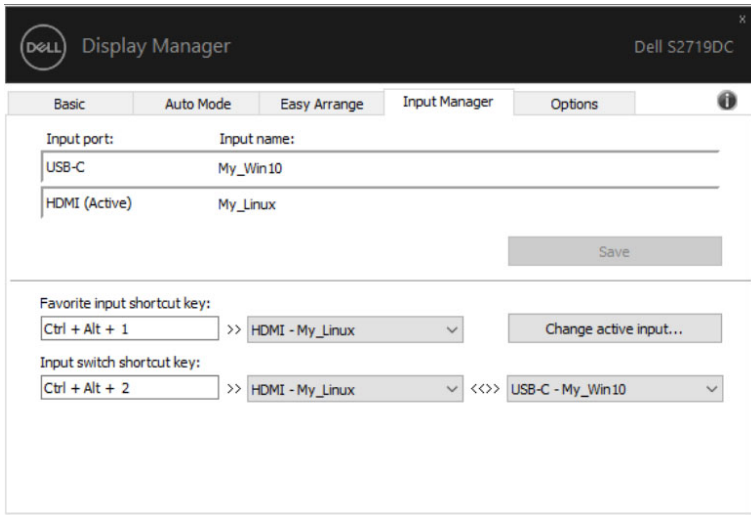 DELL Display Manager Dell S2719DC x
Basic Auto Mode Easy Arrange Input Manager Options i
Input port: Input name:
USB-C My_Win10
HDMI (Active) My_Linux
Save
Favorite input shortcut key:
Ctrl + Alt + 1 >> HDMI - My_Linux Change active input...
Input switch shortcut key:
Ctrl + Alt + 2 >> HDMI - My_Linux <<>> USB-C - My_Win10